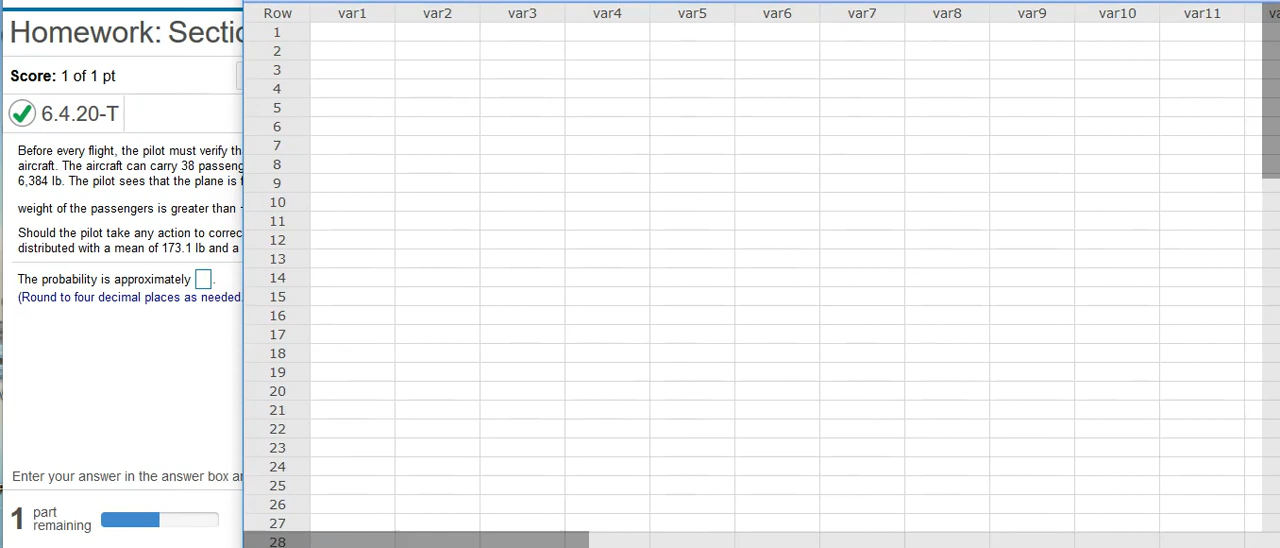 Homework: Sectio
Score: 1 of 1 pt
6.4.20-T
Before every flight, the pilot must verify th
aircraft. The aircraft can carry 38 passeng
6,384 lb. The pilot sees that the plane is f
weight of the passengers is greater than
Should the pilot take any action to correc
distributed with a mean of 173.1 lb and a
The probability is approximately
.
(Round to four decimal places as needed.
Enter your answer in the answer box an
1 part remaining
Row var1 var2 var3 var4 var5 var6 var7 var8 var9 var10 var11 va
1
2
3
4
5
6
7
8
9
10
11
12
13
14
15
16
17
18
19
20
21
22
23
24
25
26
27
28